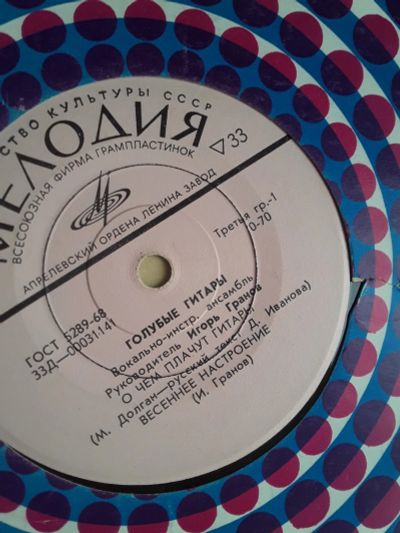 СТВО КУЛЬТУРЫ СССР
МЕЛОДИЯ
ВСЕСОЮЗНАЯ ФИРМА ГРАМПЛАСТИНОК
33
АПРЕЛЕВСКИЙ ОРДЕНА ЛЕНИНА ЗАВОД
ГОСТ 5289-68
33Д—00031141
Третья гр.-1
0-70
ГОЛУБЫЕ ГИТАРЫ
Вокально-инстр. ансамбль
Руководитель Игорь Гранов
О ЧЕМ ПЛАЧУТ ГИТАРЫ
(М. Долган—русский текст Д. Иванова)
ВЕСЕННЕЕ НАСТРОЕНИЕ
(И. Гранов)